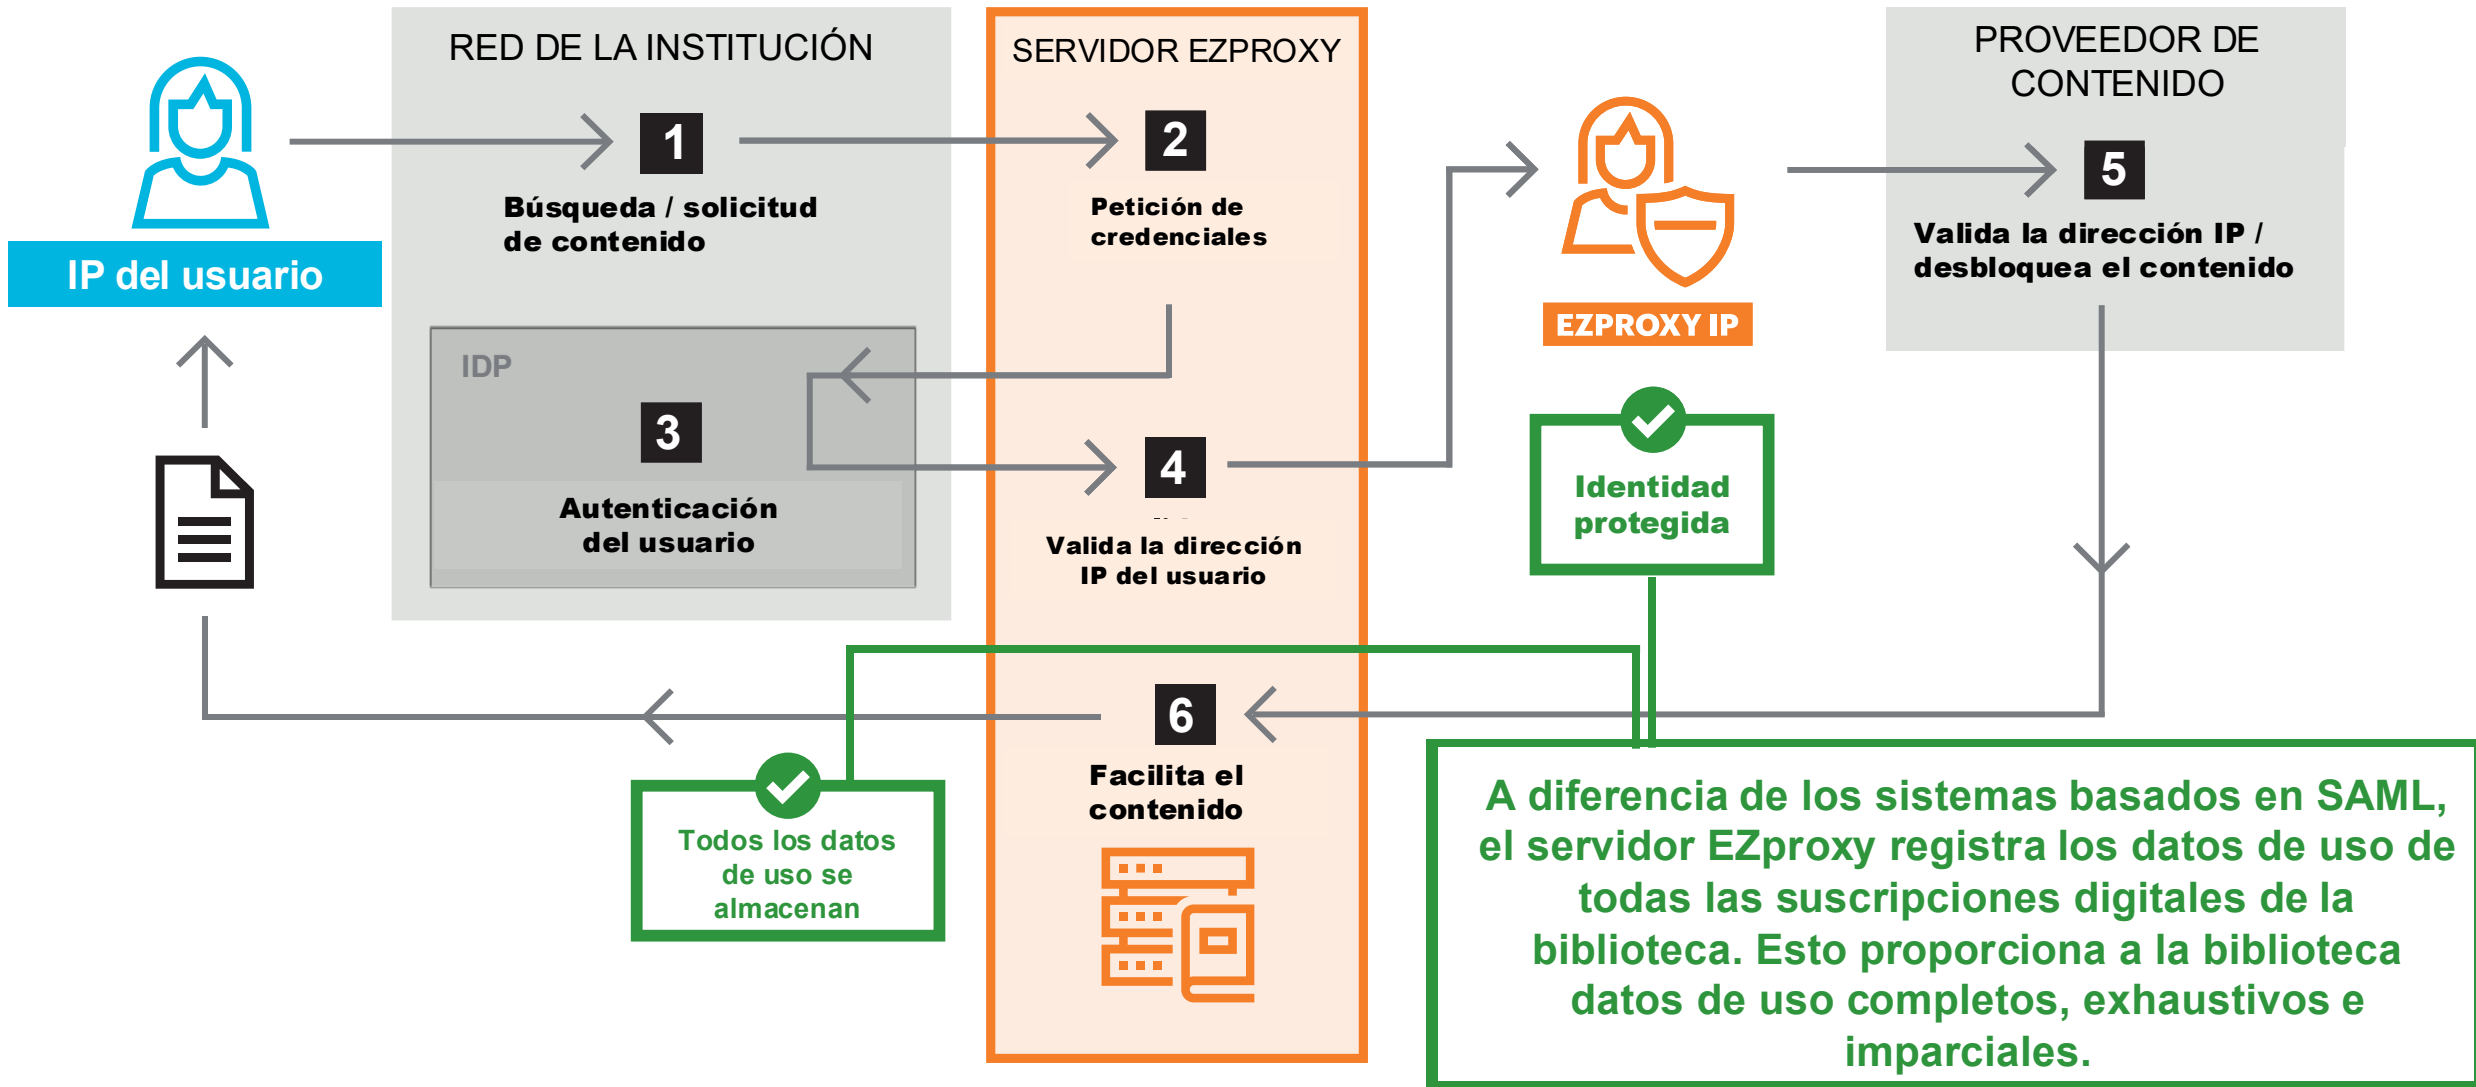 RED DE LA INSTITUCIÓN
SERVIDOR EZPROXY
PROVEEDOR DE
CONTENIDO
IP del usuario
1
Búsqueda / solicitud
de contenido
2
Petición de
credenciales
IDP
3
Autenticación
del usuario
4
Valida la dirección
IP del usuario
EZPROXY IP
Identidad
protegida
5
Valida la dirección IP /
desbloquea el contenido
6
Facilita el
contenido
Todos los datos
de uso se
almacenan
A diferencia de los sistemas basados en SAML,
el servidor EZproxy registra los datos de uso de
todas las suscripciones digitales de la
biblioteca. Esto proporciona a la biblioteca
datos de uso completos, exhaustivos e
imparciales.